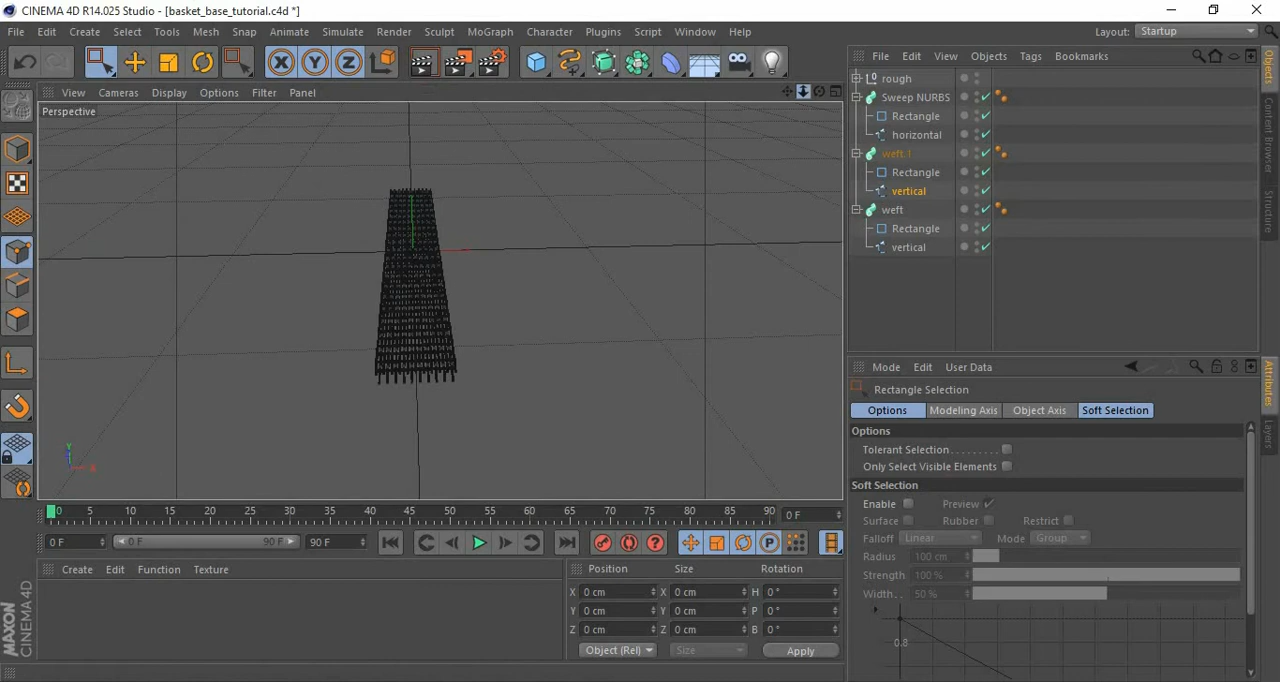 CINEMA 4D R14.025 Studio - [basket_base_tutorial.c4d *]
File Edit Create Select Tools Mesh Snap Animate Simulate Render Sculpt MoGraph Character Plugins Script Window Help
Layout: Startup
File Edit View Objects Tags Bookmarks
View Cameras Display Options Filter Panel
Perspective
rough
Sweep NURBS
Rectangle
horizontal
weft.1
Rectangle
vertical
weft
Rectangle
vertical
Objects
Content Browser
Structure
Mode Edit User Data
Rectangle Selection
Options Modeling Axis Object Axis Soft Selection
Options
Tolerant Selection
Only Select Visible Elements
Soft Selection
Enable Preview
Surface Rubber Restrict
Falloff Linear Mode Group
Radius 100 cm
Strength 100 %
Width 50 %
0.8
Attributes
Layers
X Y Z
Y X
0 5 10 15 20 25 30 35 40 45 50 55 60 65 70 75 80 85 90 0 F
0 F 0 F 90 F 90 F
P
Create Edit Function Texture
Position Size Rotation
X 0 cm X 0 cm H 0 °
Y 0 cm Y 0 cm P 0 °
Z 0 cm Z 0 cm B 0 °
Object (Rel) Size Apply
MAXON
CINEMA 4D